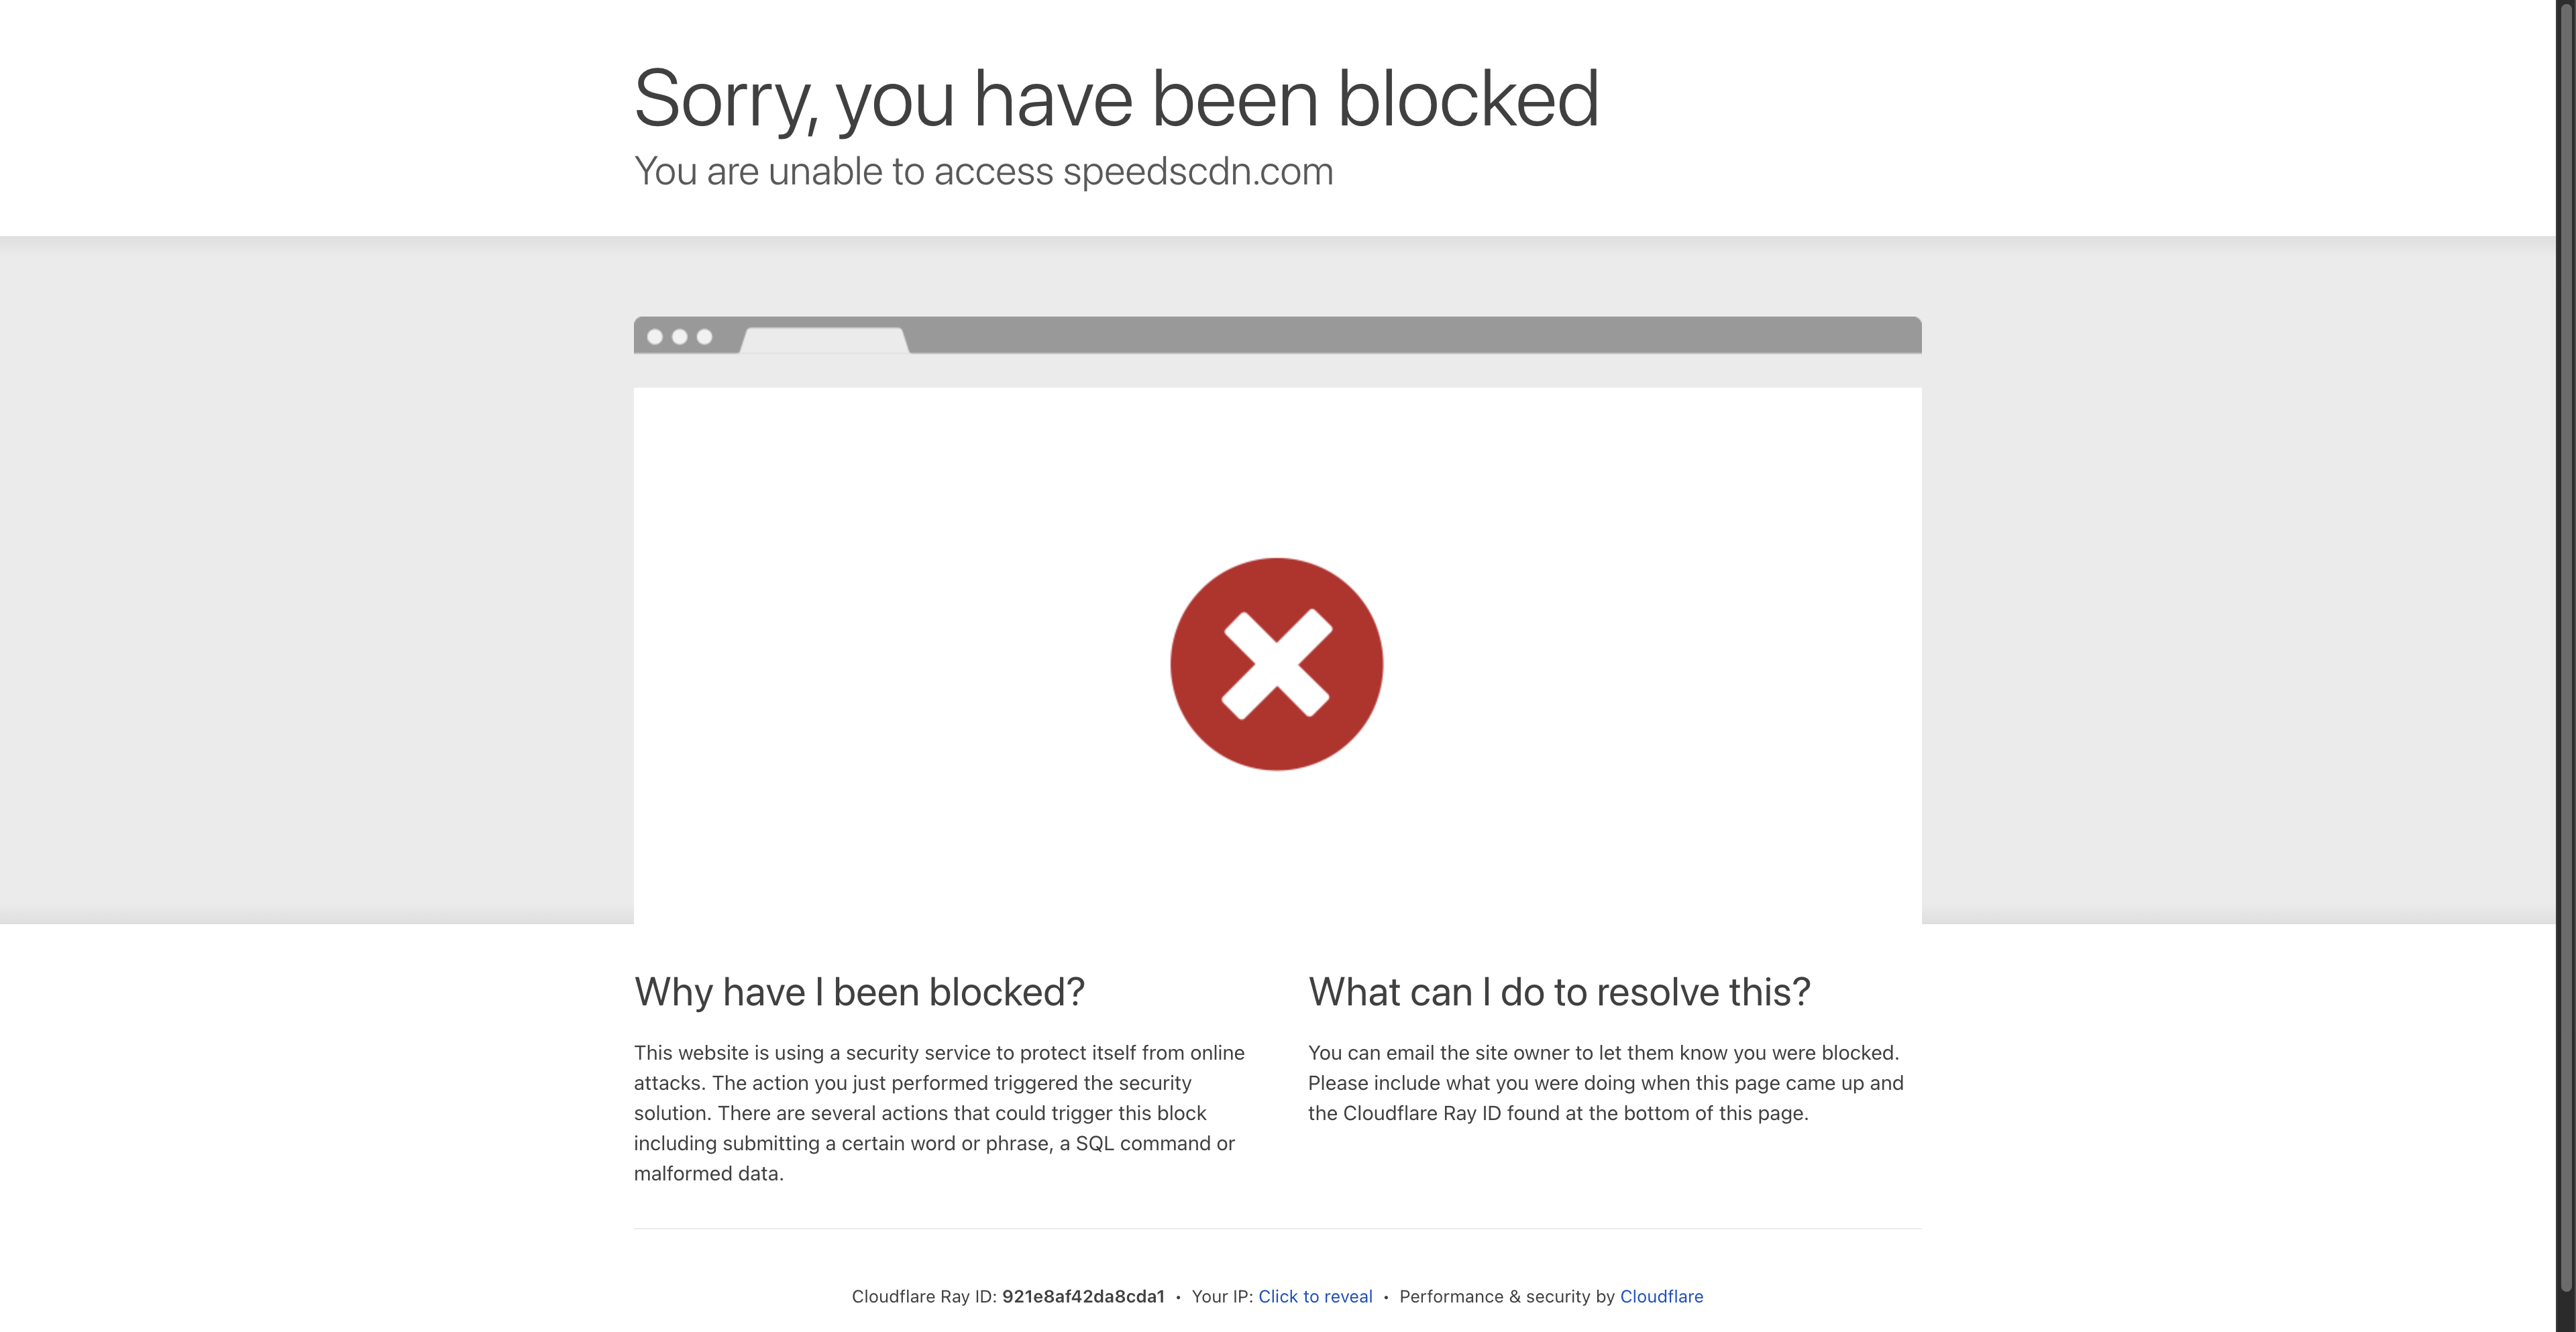 Sorry, you have been blocked
You are unable to access speedscdn.com
Why have I been blocked?
This website is using a security service to protect itself from online
attacks. The action you just performed triggered the security
solution. There are several actions that could trigger this block
including submitting a certain word or phrase, a SQL command or
malformed data.
What can I do to resolve this?
You can email the site owner to let them know you were blocked.
Please include what you were doing when this page came up and
the Cloudflare Ray ID found at the bottom of this page.
Cloudflare Ray ID: 921e8af42da8cda1 • Your IP: Click to reveal • Performance & security by Cloudflare